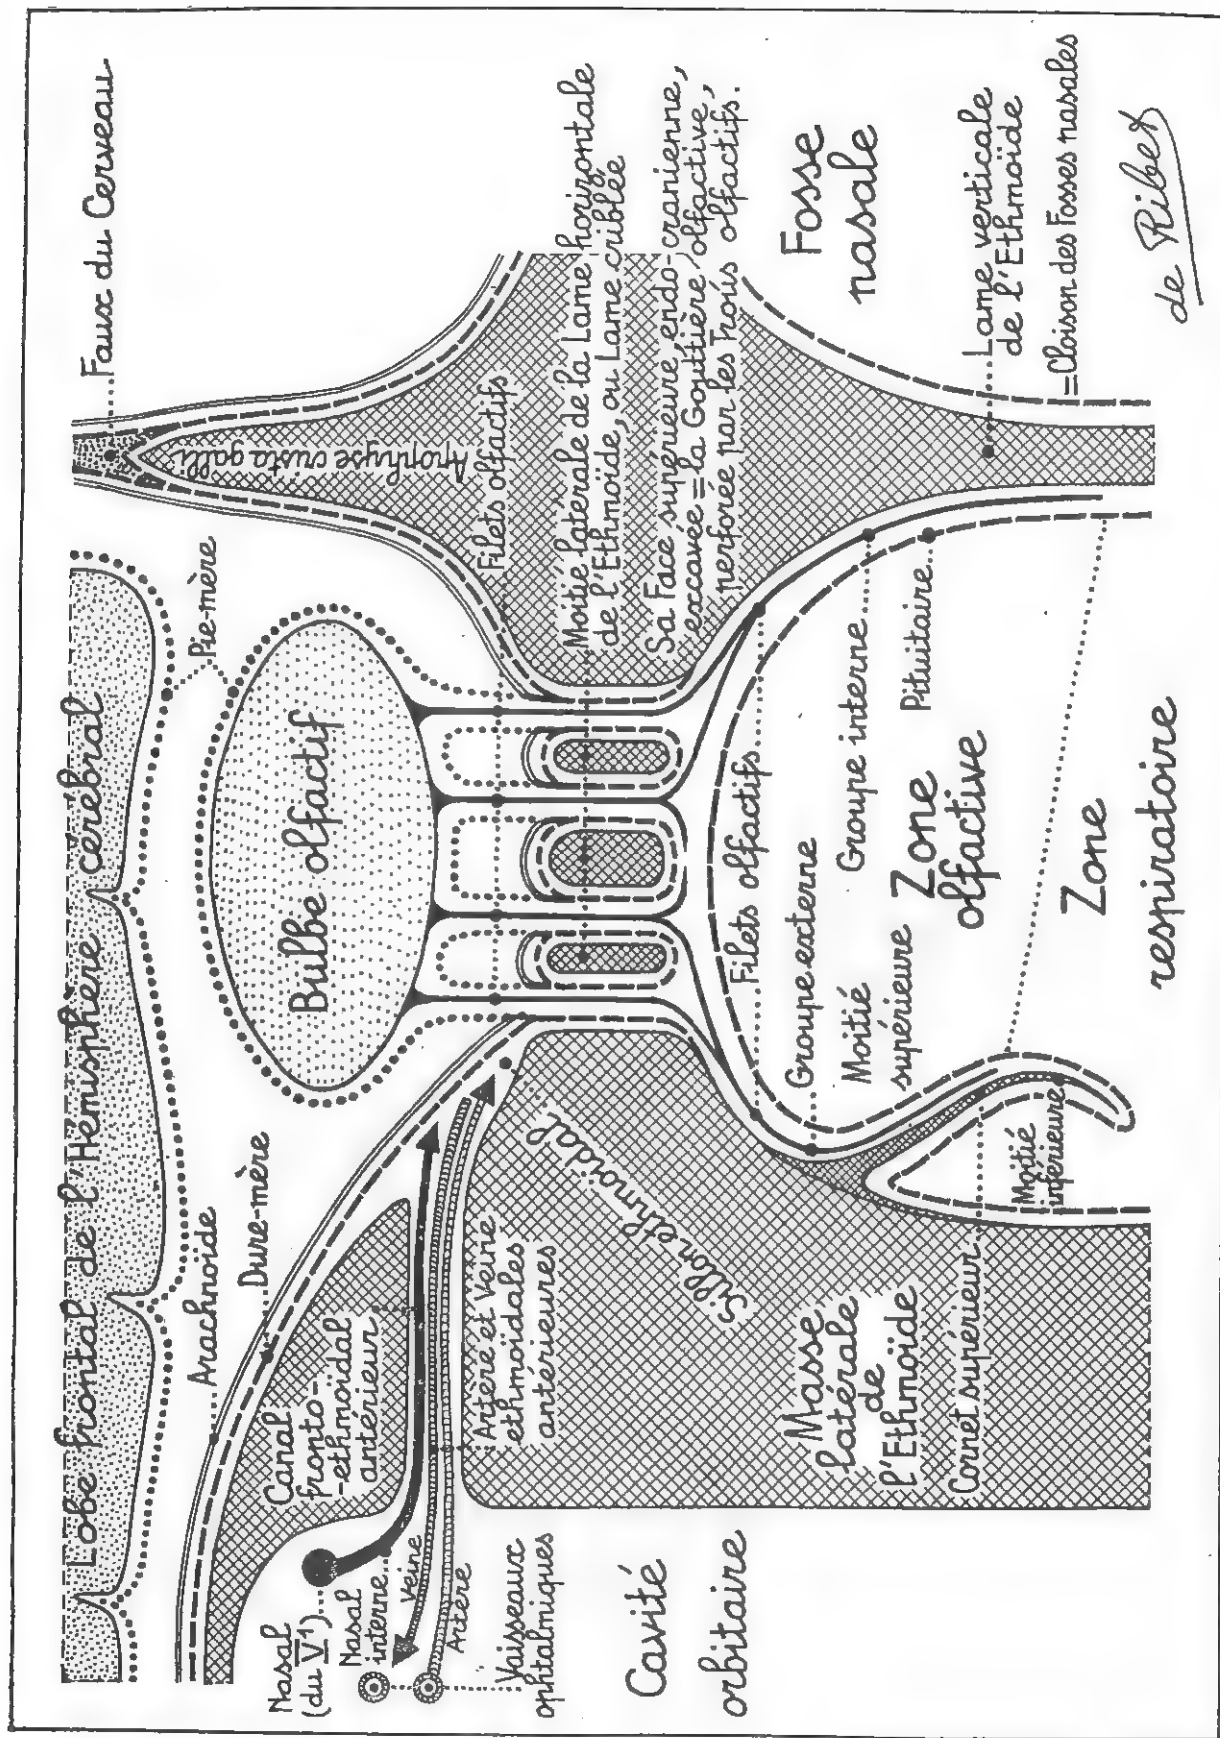 Lobe frontal de l'Hémisphère cérébral
Pie-mère
Faux du Cerveau
Arachnoïde
Dure-mère
Bulbe olfactif
Apophyse crista galli
Canal
fronto-
-ethmoïdal
antérieur
Nasal
(du V¹)
Nasal
interne
Veine
Artère
Vaisseaux
ophtalmiques
Artère et Veine
ethmoïdales
antérieures
Filets olfactifs
Sillon ethmoïdal
Moitié latérale de la Lame horizontale
de l'Ethmoïde, ou Lame criblée
Sa Face supérieure, endo-cranienne,
excavée = la Gouttière olfactive,
perforée par les Trous olfactifs.
Cavité
orbitaire
Masse
latérale
de
l'Ethmoïde
Cornet supérieur
Filets olfactifs
Groupe externe
Groupe interne
Moitié
supérieure
Pituitaire
Zone
olfactive
Moitié
inférieure
Zone
respiratoire
Fosse
nasale
Lame verticale
de l'Ethmoïde
=Cloison des Fosses nasales
de Ribet